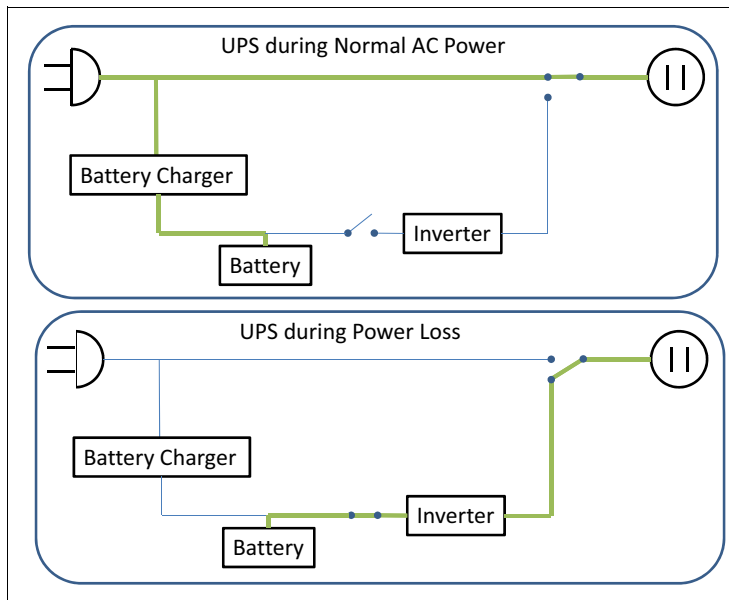 UPS during Normal AC Power
Battery Charger
Inverter
Battery
UPS during Power Loss
Battery Charger
Inverter
Battery